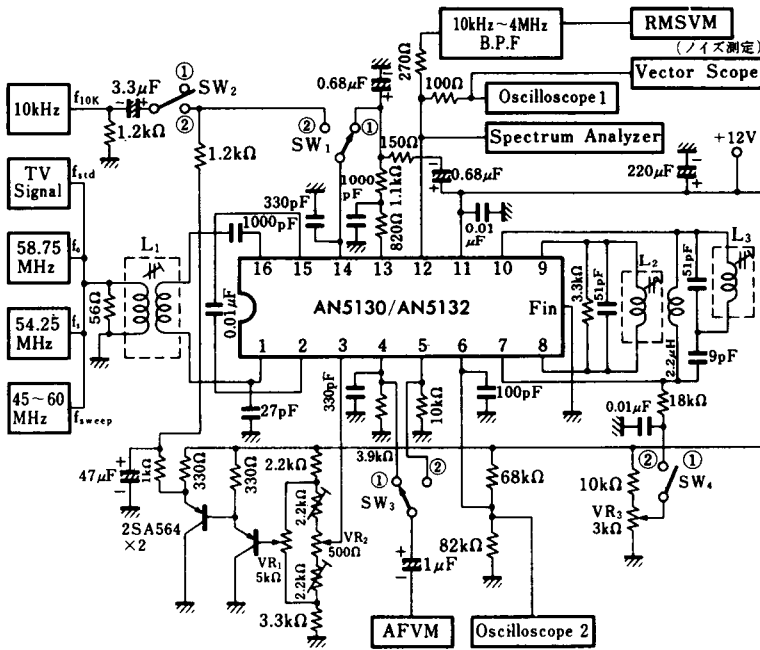 10kHz~4MHz
B.P.F
RMSVM
(ノイズ測定)
Vector Scope
270Ω
100Ω
Oscilloscope 1
Spectrum Analyzer
+12V
10kHz
f10K
3.3μF
− +
①
SW2
②
1.2kΩ
1.2kΩ
0.68μF
− +
②
①
SW1
150Ω
0.68μF
− +
220μF
− +
TV
Signal
fstd
330pF
1000
pF
1.1kΩ
820Ω
0.01
μF
58.75
MHz
fo
L1
1000pF
0.01μF
56Ω
54.25
MHz
f1
45~60
MHz
fsweep
16
15
14
13
12
11
10
9
AN5130/AN5132
Fin
1
2
3
4
5
6
7
8
3.3kΩ
51pF
L2
51pF
L3
2.2μH
9pF
27pF
330pF
3.9kΩ
10kΩ
100pF
18kΩ
0.01μF
47μF
+
−
1kΩ
330Ω
330Ω
2.2kΩ
2.2kΩ
①
②
SW3
68kΩ
②
①
SW4
10kΩ
VR3
3kΩ
2SA564
×2
VR1
5kΩ
VR2
500Ω
2.2kΩ
3.3kΩ
+
−
1μF
82kΩ
AFVM
Oscilloscope 2